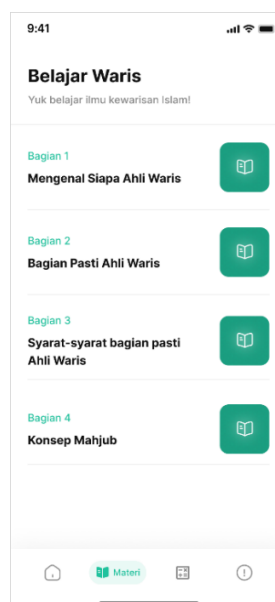 9:41
Belajar Waris
Yuk belajar ilmu kewarisan Islam!
Bagian 1
Mengenal Siapa Ahli Waris
Bagian 2
Bagian Pasti Ahli Waris
Bagian 3
Syarat-syarat bagian pasti
Ahli Waris
Bagian 4
Konsep Mahjub
Materi